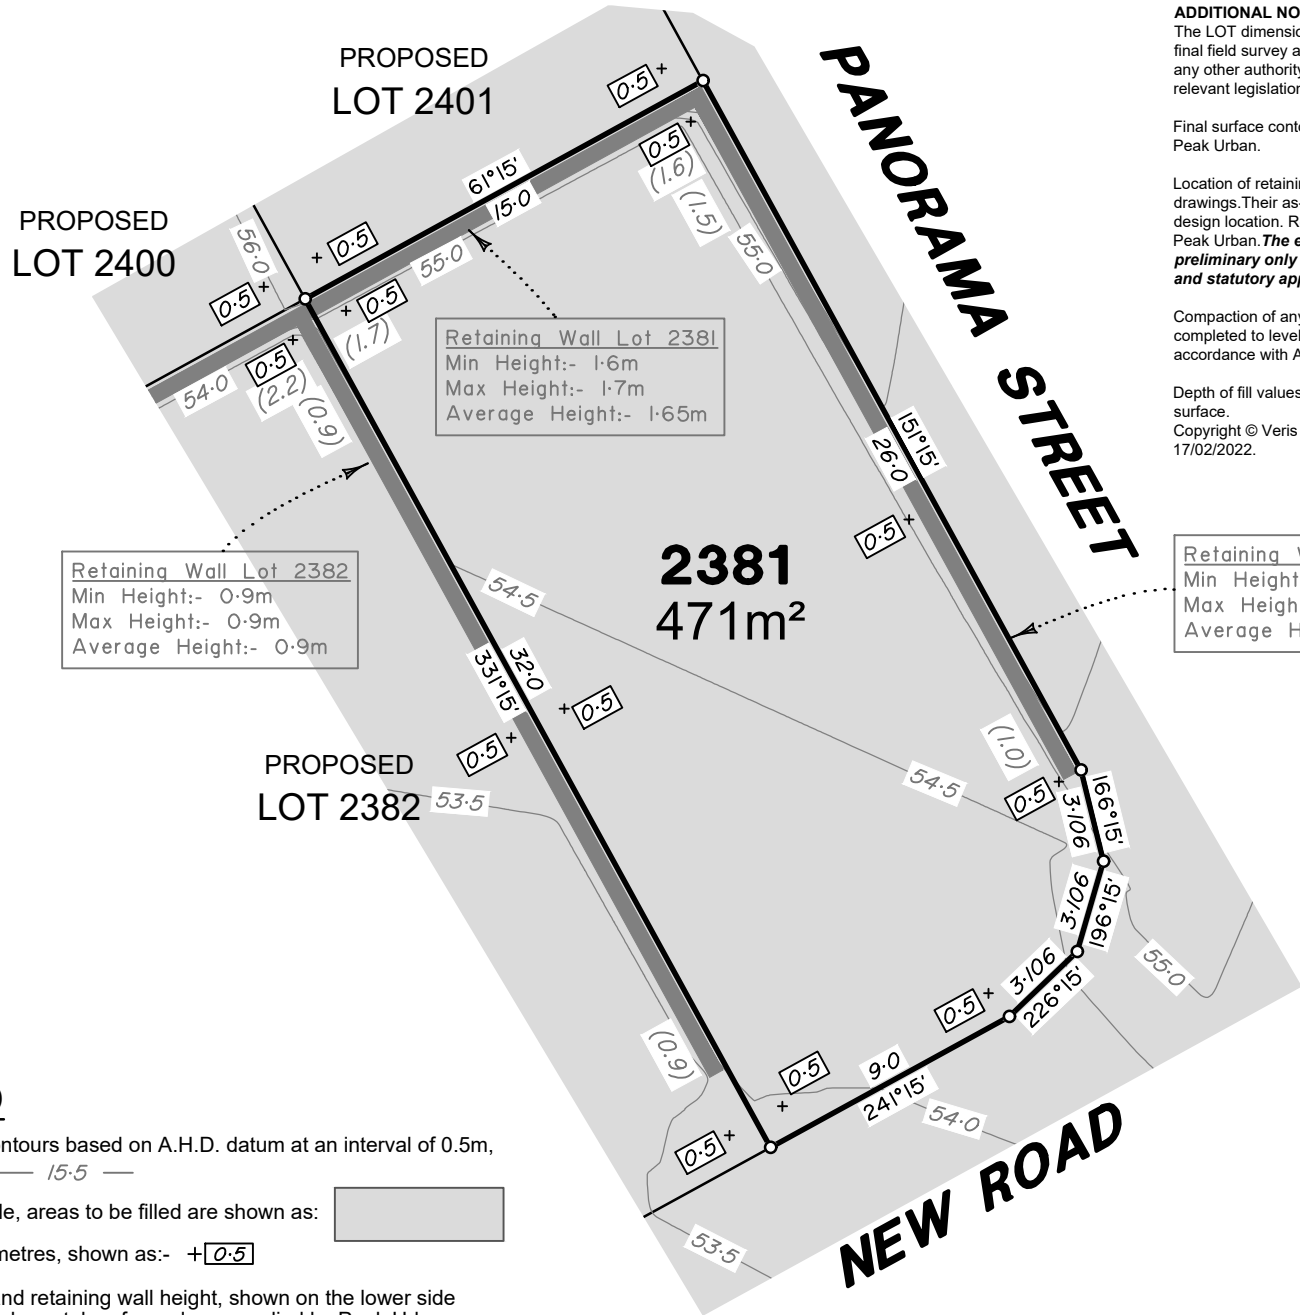 PROPOSED
LOT 2401
PROPOSED
LOT 2400
PROPOSED
LOT 2382
2381
471m²
PANORAMA STREET
NEW ROAD
61°15'
15·0
151°15'
26·0
331°15'
32·0
166°15'
3·106
196°15'
3·106
226°15'
3·106
241°15'
9·0
0·5
0·5
0·5
0·5
0·5
0·5
0·5
0·5
0·5
0·5
0·5
0·5
0·5
56·0
55·0
55·0
54·0
54·5
54·5
53·5
55·0
54·0
53·5
(1.6)
(1.5)
(1.7)
(2.2)
(0.9)
(1.0)
(0.9)
Retaining Wall Lot 2381
Min Height:- 1·6m
Max Height:- 1·7m
Average Height:- 1·65m
Retaining Wall Lot 2382
Min Height:- 0·9m
Max Height:- 0·9m
Average Height:- 0·9m
Retaining
Min Height
Max Heigh
Average H
ADDITIONAL NO
The LOT dimensio
final field survey a
any other authority
relevant legislation
Final surface conto
Peak Urban.
Location of retainin
drawings.Their as-
design location. R
Peak Urban.The e
preliminary only
and statutory app
Compaction of any
completed to level
accordance with A
Depth of fill values
surface.
Copyright © Veris
17/02/2022.
ntours based on A.H.D. datum at an interval of 0.5m,
15·5
le, areas to be filled are shown as:
metres, shown as:- +0·5
nd retaining wall height, shown on the lower side